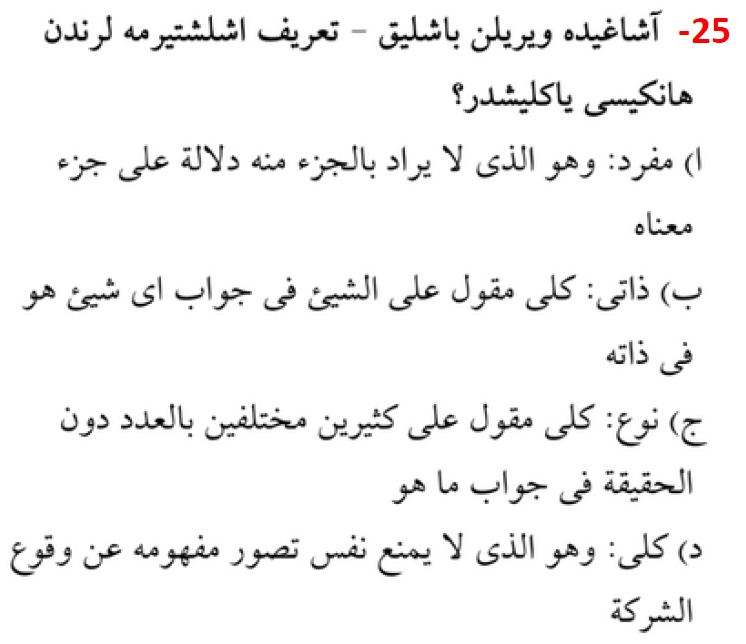 25- آشاغیده ویریلن باشلیق – تعریف اشلشتیرمه لرندن
هانکیسی یاکلیشدر؟
ا) مفرد: وهو الذی لا یراد بالجزء منه دلالة علی جزء
معناه
ب) ذاتی: کلی مقول علی الشیئ فی جواب ای شیئ هو
فی ذاته
ج) نوع: کلی مقول علی کثیرین مختلفین بالعدد دون
الحقیقة فی جواب ما هو
د) کلی: وهو الذی لا یمنع نفس تصور مفهومه عن وقوع
الشرکة